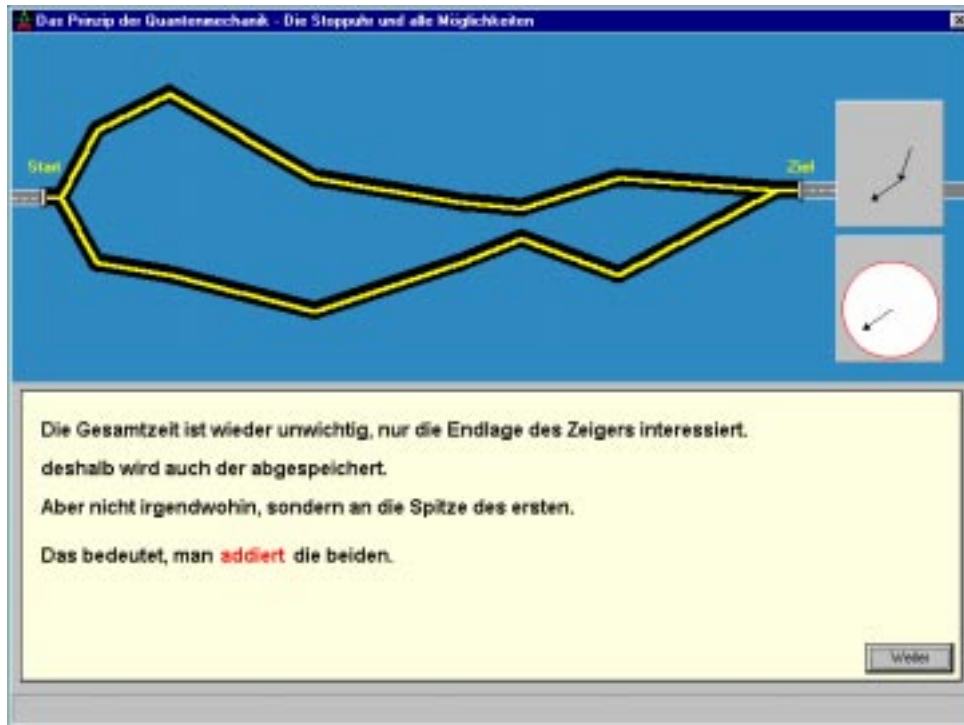 Das Prinzip der Quantenmechanik - Die Stoppuhr und alle Möglichkeiten
Start
Ziel
Die Gesamtzeit ist wieder unwichtig, nur die Endlage des Zeigers interessiert.
deshalb wird auch der abgespeichert.
Aber nicht irgendwohin, sondern an die Spitze des ersten.
Das bedeutet, man addiert die beiden.
Weiter